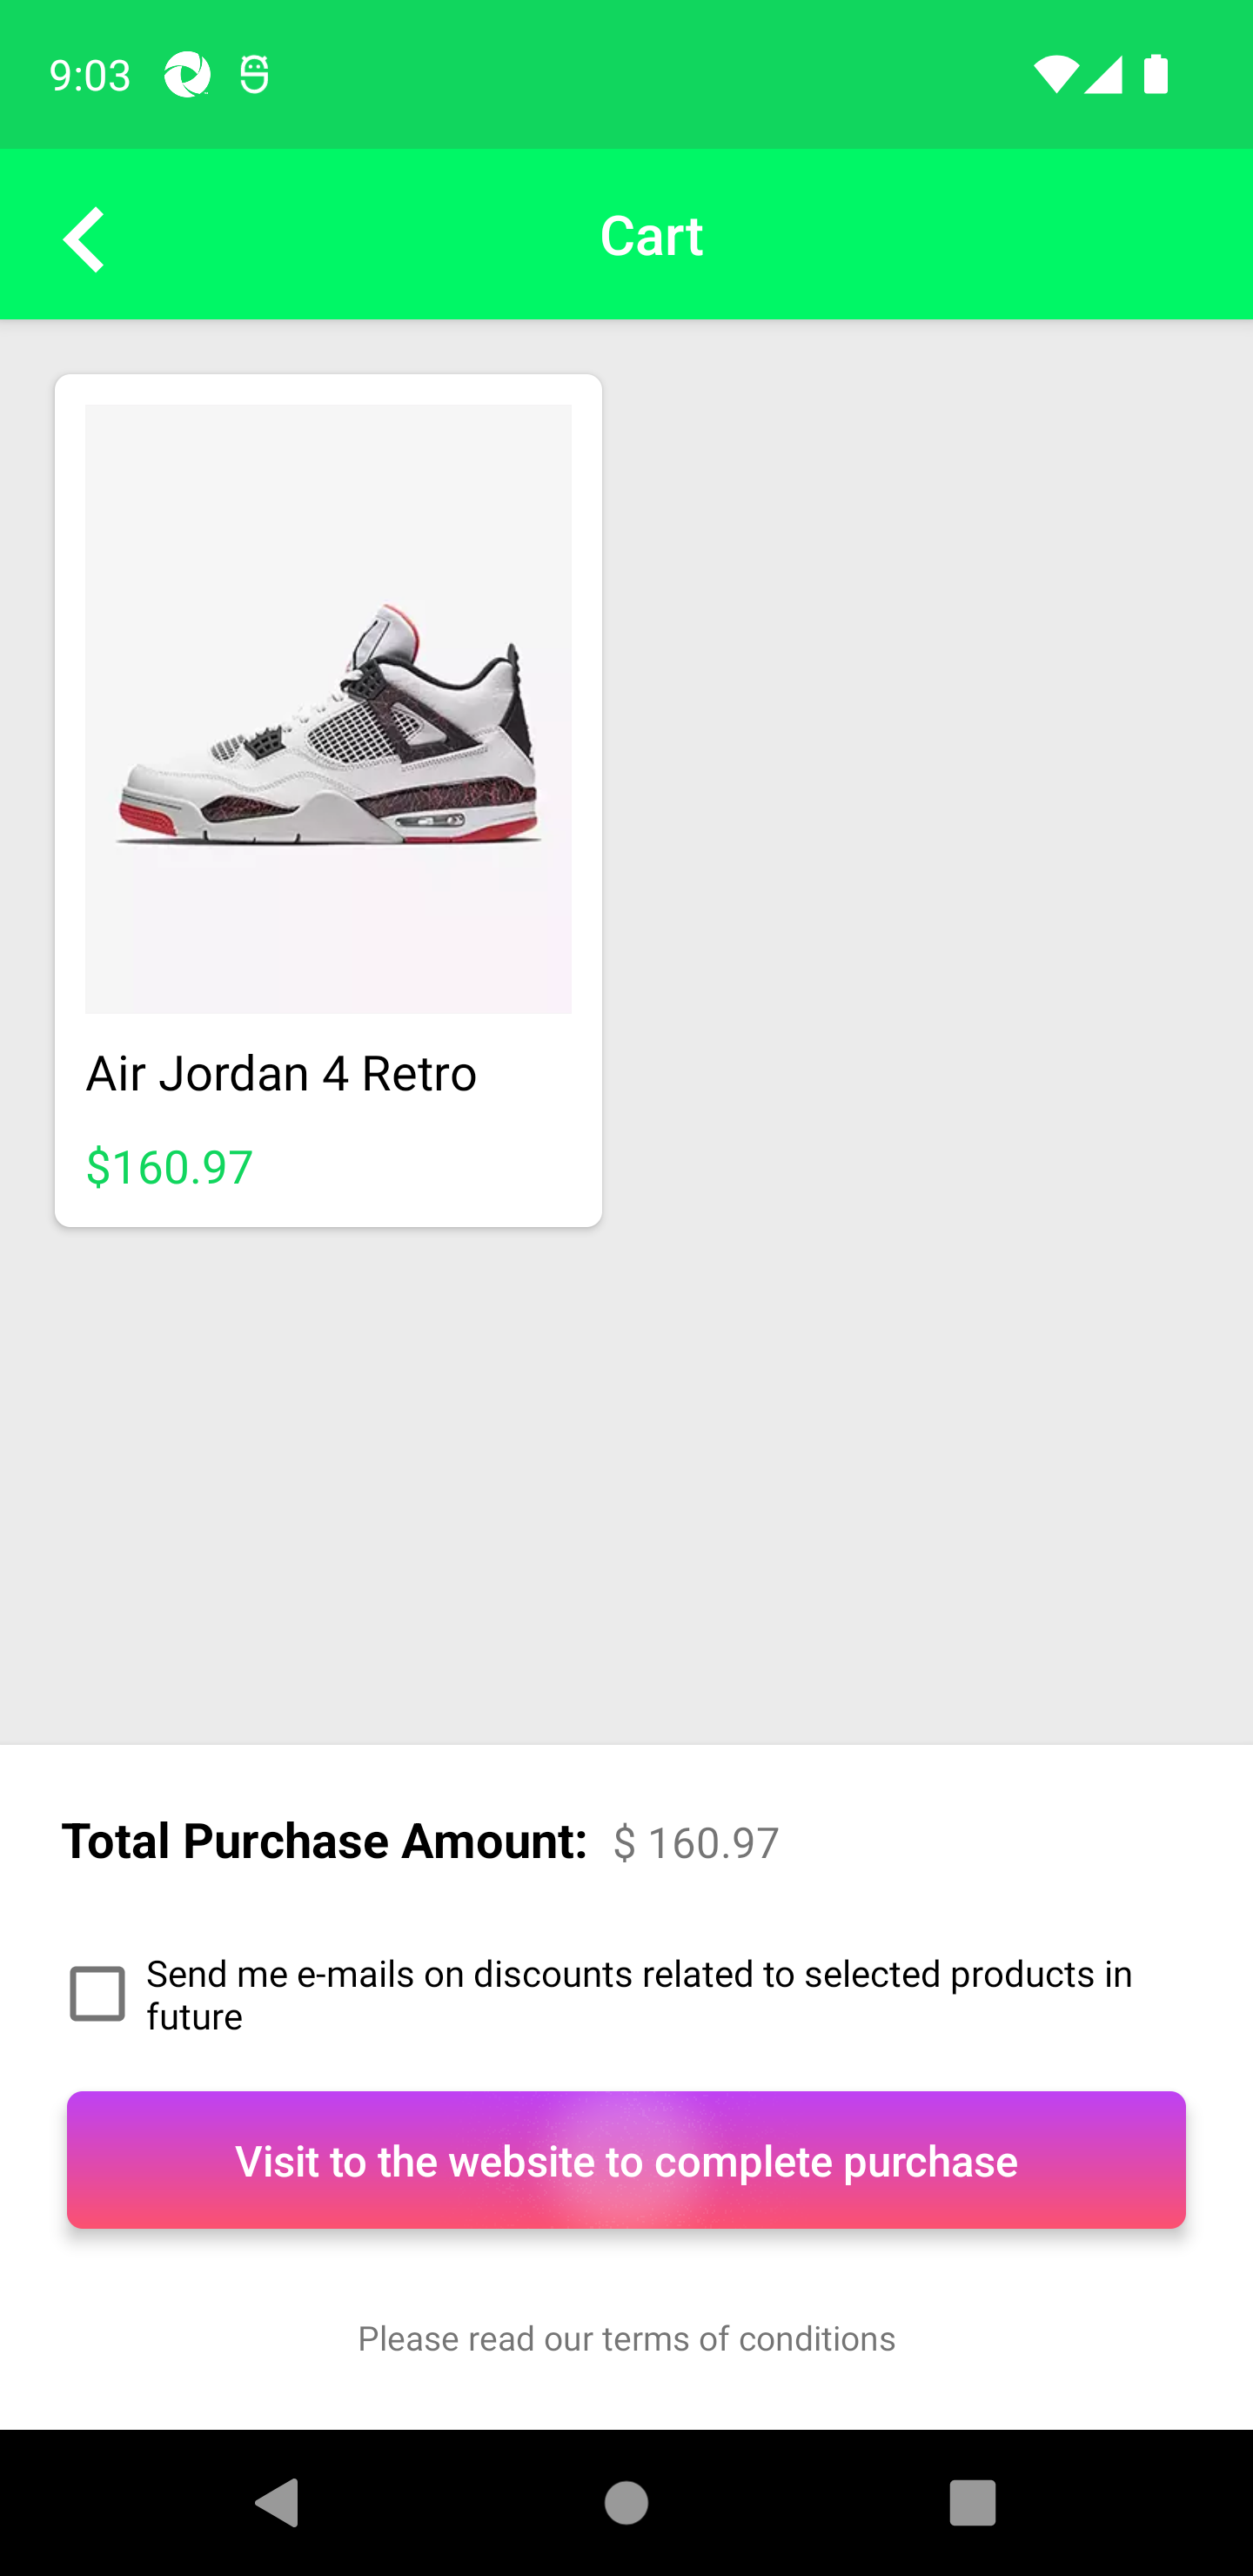 9:03
Cart
Air Jordan 4 Retro
$160.97
Total Purchase Amount: $ 160.97
Send me e-mails on discounts related to selected products in
future
Visit to the website to complete purchase
Please read our terms of conditions